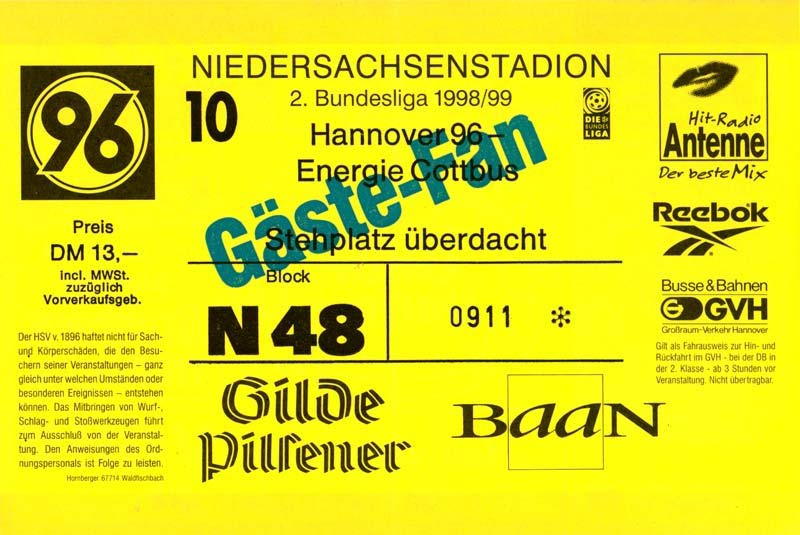 NIEDERSACHSENSTADION
96
10
2. Bundesliga 1998/99
DIE
BUNDES
LIGA
Hannover 96 –
Energie Cottbus
Gäste-Fan
Stehplatz überdacht
Hit-Radio
Antenne
Der beste Mix
Preis
DM 13,–
incl. MWSt.
zuzüglich
Vorverkaufsgeb.
Block
N 48
0911 *
Reebok
Busse & Bahnen
GVH
Großraum-Verkehr Hannover
Gilt als Fahrausweis zur Hin- und
Rückfahrt im GVH - bei der DB in
der 2. Klasse - ab 3 Stunden vor
Veranstaltung. Nicht übertragbar.
Der HSV v. 1896 haftet nicht für Sach-
und Körperschäden, die den Besu-
chern seiner Veranstaltungen – ganz
gleich unter welchen Umständen oder
besonderen Ereignissen – entstehen
können. Das Mitbringen von Wurf-,
Schlag- und Stoßwerkzeugen führt
zum Ausschluß von der Veranstal-
tung. Den Anweisungen des Ord-
nungspersonals ist Folge zu leisten.
Hornberger 67714 Waldfischbach
Gilde
Pilsener
BaaN